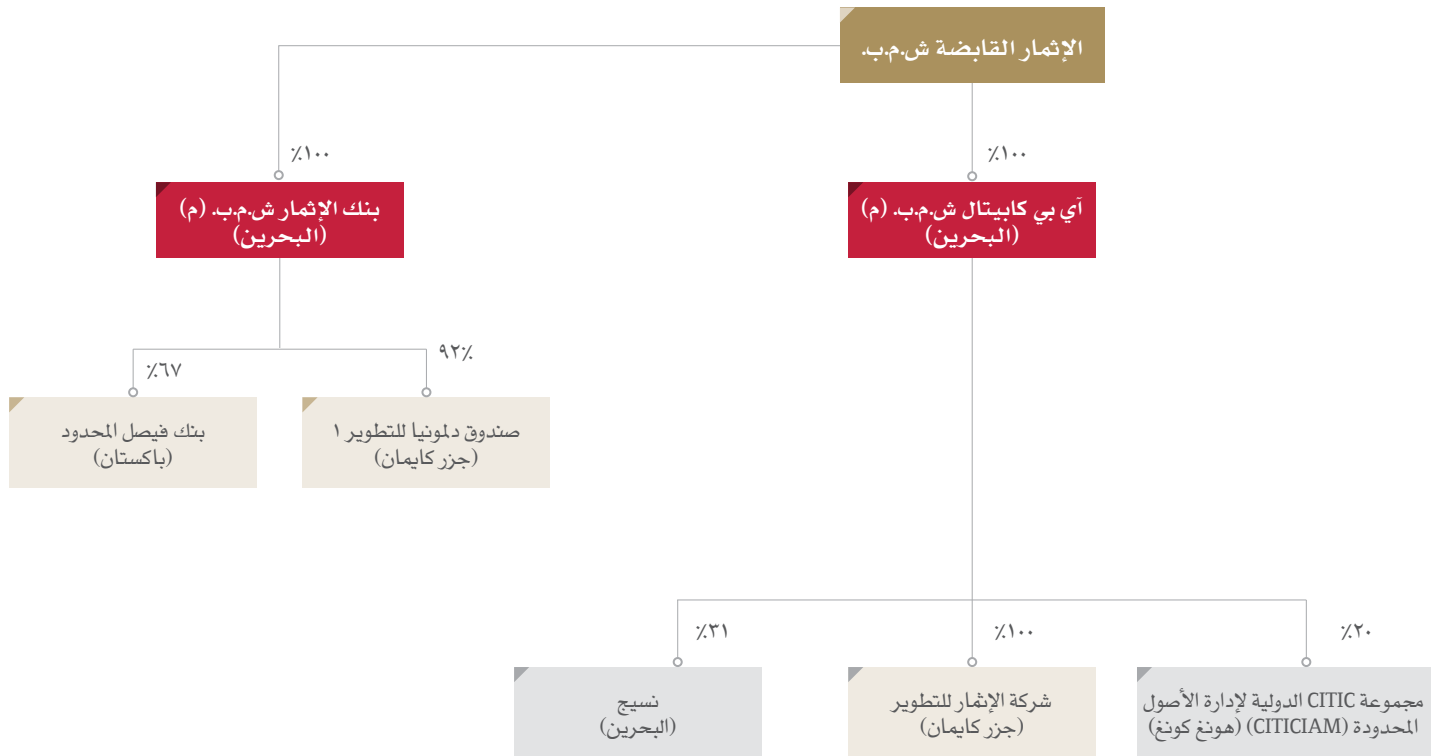 الإثمار القابضة ش.م.ب.
٪١٠٠
آي بي كابيتال ش.م.ب. (م)
(البحرين)
٪١٠٠
بنك الإثمار ش.م.ب. (م)
(البحرين)
٩٢٪
صندوق دلمونيا للتطوير ١
(جزر كايمان)
٪٦٧
بنك فيصل المحدود
(باكستان)
٪٢٠
مجموعة CITIC الدولية لإدارة الأصول
المحدودة (CITICIAM) (هونغ كونغ)
٪١٠٠
شركة الإثمار للتطوير
(جزر كايمان)
٪٣١
نسيج
(البحرين)